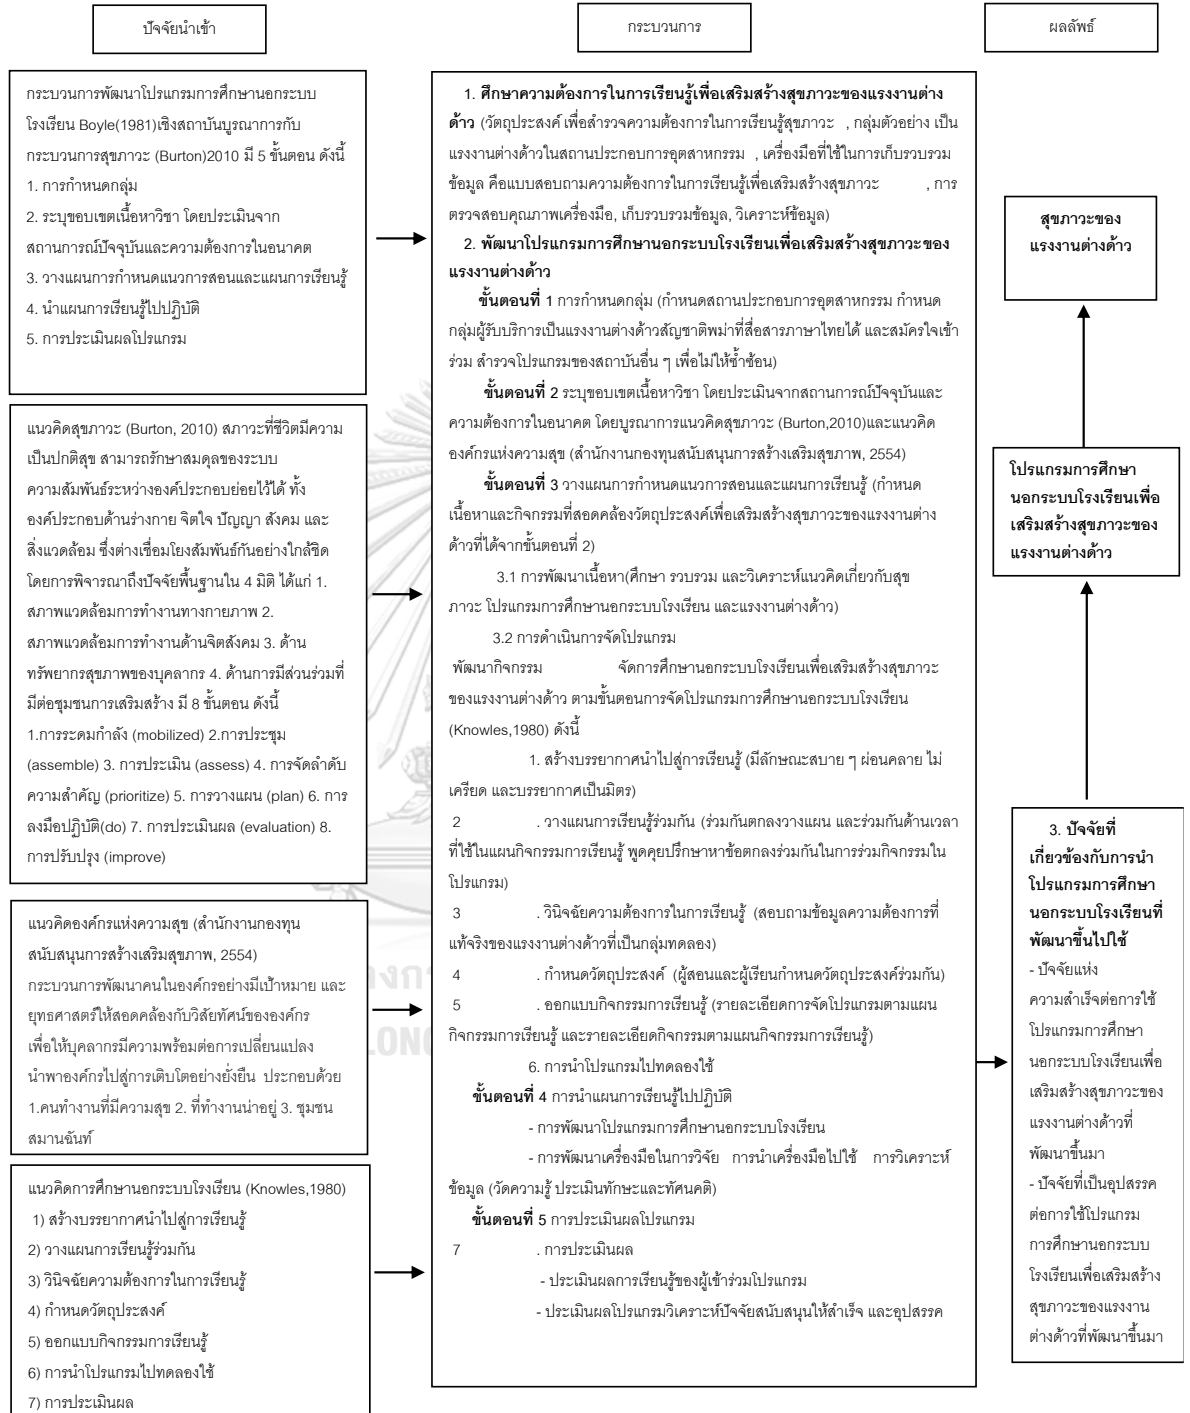 ปัจจัยนำเข้า
กระบวนการพัฒนาโปรแกรมการศึกษานอกระบบ
โรงเรียน Boyle(1981)เชิงสถาบันบูรณาการกับ
กระบวนการสุขภาวะ (Burton)2010 มี 5 ขั้นตอน ดังนี้
1. การกำหนดกลุ่ม
2. ระบุขอบเขตเนื้อหาวิชา โดยประเมินจาก
สถานการณ์ปัจจุบันและความต้องการในอนาคต
3. วางแผนการกำหนดแนวการสอนและแผนการเรียนรู้
4. นำแผนการเรียนรู้ไปปฏิบัติ
5. การประเมินผลโปรแกรม
แนวคิดสุขภาวะ (Burton, 2010) สภาวะที่ชีวิตมีความ
เป็นปกติสุข สามารถรักษาสมดุลของระบบ
ความสัมพันธ์ระหว่างองค์ประกอบย่อยไว้ได้ ทั้ง
องค์ประกอบด้านร่างกาย จิตใจ ปัญญา สังคม และ
สิ่งแวดล้อม ซึ่งต่างเชื่อมโยงสัมพันธ์กันอย่างใกล้ชิด
โดยการพิจารณาถึงปัจจัยพื้นฐานใน 4 มิติ ได้แก่ 1.
สภาพแวดล้อมการทำงานทางกายภาพ 2.
สภาพแวดล้อมการทำงานด้านจิตสังคม 3. ด้าน
ทรัพยากรสุขภาพของบุคลากร 4. ด้านการมีส่วนร่วมที่
มีต่อชุมชนการเสริมสร้าง มี 8 ขั้นตอน ดังนี้
1.การระดมกำลัง (mobilized) 2.การประชุม
(assemble) 3. การประเมิน (assess) 4. การจัดลำดับ
ความสำคัญ (prioritize) 5. การวางแผน (plan) 6. การ
ลงมือปฏิบัติ(do) 7. การประเมินผล (evaluation) 8.
การปรับปรุง (improve)
แนวคิดองค์กรแห่งความสุข (สำนักงานกองทุน
สนับสนุนการสร้างเสริมสุขภาพ, 2554)
กระบวนการพัฒนาคนในองค์กรอย่างมีเป้าหมาย และ
ยุทธศาสตร์ให้สอดคล้องกับวิสัยทัศน์ขององค์กร
เพื่อให้บุคลากรมีความพร้อมต่อการเปลี่ยนแปลง
นำพาองค์กรไปสู่การเติบโตอย่างยั่งยืน ประกอบด้วย
1.คนทำงานที่มีความสุข 2. ที่ทำงานน่าอยู่ 3. ชุมชน
สมานฉันท์
แนวคิดการศึกษานอกระบบโรงเรียน (Knowles,1980)
1) สร้างบรรยากาศนำไปสู่การเรียนรู้
2) วางแผนการเรียนรู้ร่วมกัน
3) วินิจฉัยความต้องการในการเรียนรู้
4) กำหนดวัตถุประสงค์
5) ออกแบบกิจกรรมการเรียนรู้
6) การนำโปรแกรมไปทดลองใช้
7) การประเมินผล
กระบวนการ
1. ศึกษาความต้องการในการเรียนรู้เพื่อเสริมสร้างสุขภาวะของแรงงานต่าง
ด้าว (วัตถุประสงค์ เพื่อสำรวจความต้องการในการเรียนรู้สุขภาวะ , กลุ่มตัวอย่าง เป็น
แรงงานต่างด้าวในสถานประกอบการอุตสาหกรรม , เครื่องมือที่ใช้ในการเก็บรวบรวม
ข้อมูล คือแบบสอบถามความต้องการในการเรียนรู้เพื่อเสริมสร้างสุขภาวะ , การ
ตรวจสอบคุณภาพเครื่องมือ, เก็บรวบรวมข้อมูล, วิเคราะห์ข้อมูล)
2. พัฒนาโปรแกรมการศึกษานอกระบบโรงเรียนเพื่อเสริมสร้างสุขภาวะของ
แรงงานต่างด้าว
ขั้นตอนที่ 1 การกำหนดกลุ่ม (กำหนดสถานประกอบการอุตสาหกรรม กำหนด
กลุ่มผู้รับบริการเป็นแรงงานต่างด้าวสัญชาติพม่าที่สื่อสารภาษาไทยได้ และสมัครใจเข้า
ร่วม สำรวจโปรแกรมของสถาบันอื่น ๆ เพื่อไม่ให้ซ้ำซ้อน)
ขั้นตอนที่ 2 ระบุขอบเขตเนื้อหาวิชา โดยประเมินจากสถานการณ์ปัจจุบันและ
ความต้องการในอนาคต โดยบูรณาการแนวคิดสุขภาวะ (Burton,2010)และแนวคิด
องค์กรแห่งความสุข (สำนักงานกองทุนสนับสนุนการสร้างเสริมสุขภาพ, 2554)
ขั้นตอนที่ 3 วางแผนการกำหนดแนวการสอนและแผนการเรียนรู้ (กำหนด
เนื้อหาและกิจกรรมที่สอดคล้องวัตถุประสงค์เพื่อเสริมสร้างสุขภาวะของแรงงานต่าง
ด้าวที่ได้จากขั้นตอนที่ 2)
3.1 การพัฒนาเนื้อหา(ศึกษา รวบรวม และวิเคราะห์แนวคิดเกี่ยวกับสุข
ภาวะ โปรแกรมการศึกษานอกระบบโรงเรียน และแรงงานต่างด้าว)
3.2 การดำเนินการจัดโปรแกรม
พัฒนากิจกรรม จัดการศึกษานอกระบบโรงเรียนเพื่อเสริมสร้างสุขภาวะ
ของแรงงานต่างด้าว ตามขั้นตอนการจัดโปรแกรมการศึกษานอกระบบโรงเรียน
(Knowles,1980) ดังนี้
1. สร้างบรรยากาศนำไปสู่การเรียนรู้ (มีลักษณะสบาย ๆ ผ่อนคลาย ไม่
เครียด และบรรยากาศเป็นมิตร)
2 . วางแผนการเรียนรู้ร่วมกัน (ร่วมกันตกลงวางแผน และร่วมกันด้านเวลา
ที่ใช้ในแผนกิจกรรมการเรียนรู้ พูดคุยปรึกษาหาข้อตกลงร่วมกันในการร่วมกิจกรรมใน
โปรแกรม)
3 . วินิจฉัยความต้องการในการเรียนรู้ (สอบถามข้อมูลความต้องการที่
แท้จริงของแรงงานต่างด้าวที่เป็นกลุ่มทดลอง)
4 . กำหนดวัตถุประสงค์ (ผู้สอนและผู้เรียนกำหนดวัตถุประสงค์ร่วมกัน)
5 . ออกแบบกิจกรรมการเรียนรู้ (รายละเอียดการจัดโปรแกรมตามแผน
กิจกรรมการเรียนรู้ และรายละเอียดกิจกรรมตามแผนกิจกรรมการเรียนรู้)
6. การนำโปรแกรมไปทดลองใช้
ขั้นตอนที่ 4 การนำแผนการเรียนรู้ไปปฏิบัติ
- การพัฒนาโปรแกรมการศึกษานอกระบบโรงเรียน
- การพัฒนาเครื่องมือในการวิจัย การนำเครื่องมือไปใช้ การวิเคราะห์
ข้อมูล (วัดความรู้ ประเมินทักษะและทัศนคติ)
ขั้นตอนที่ 5 การประเมินผลโปรแกรม
7 . การประเมินผล
- ประเมินผลการเรียนรู้ของผู้เข้าร่วมโปรแกรม
- ประเมินผลโปรแกรมวิเคราะห์ปัจจัยสนับสนุนให้สำเร็จ และอุปสรรค
ผลลัพธ์
สุขภาวะของ
แรงงานต่างด้าว
โปรแกรมการศึกษา
นอกระบบโรงเรียนเพื่อ
เสริมสร้างสุขภาวะของ
แรงงานต่างด้าว
3. ปัจจัยที่
เกี่ยวข้องกับการนำ
โปรแกรมการศึกษา
นอกระบบโรงเรียนที่
พัฒนาขึ้นไปใช้
- ปัจจัยแห่ง
ความสำเร็จต่อการใช้
โปรแกรมการศึกษา
นอกระบบโรงเรียนเพื่อ
เสริมสร้างสุขภาวะของ
แรงงานต่างด้าวที่
พัฒนาขึ้นมา
- ปัจจัยที่เป็นอุปสรรค
ต่อการใช้โปรแกรม
การศึกษานอกระบบ
โรงเรียนเพื่อเสริมสร้าง
สุขภาวะของแรงงาน
ต่างด้าวที่พัฒนาขึ้นมา